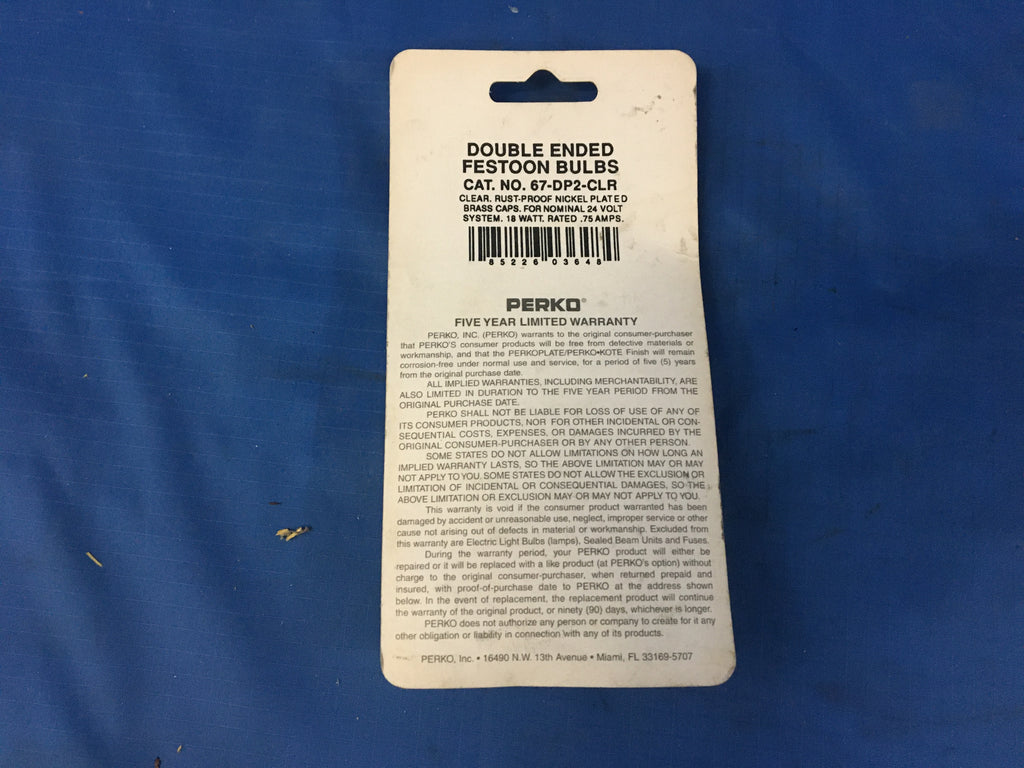 DOUBLE ENDED
FESTOON BULBS
CAT. NO. 67-DP2-CLR
CLEAR. RUST-PROOF NICKEL PLATED
BRASS CAPS. FOR NOMINAL 24 VOLT
SYSTEM. 18 WATT. RATED .75 AMPS.
85226 03648
PERKO®
FIVE YEAR LIMITED WARRANTY
PERKO, INC. (PERKO) warrants to the original consumer-purchaser
that PERKO'S consumer products will be free from defective materials or
workmanship, and that the PERKOPLATE/PERKO•KOTE Finish will remain
corrosion-free under normal use and service, for a period of five (5) years
from the original purchase date.
ALL IMPLIED WARRANTIES, INCLUDING MERCHANTABILITY, ARE
ALSO LIMITED IN DURATION TO THE FIVE YEAR PERIOD FROM THE
ORIGINAL PURCHASE DATE.
PERKO SHALL NOT BE LIABLE FOR LOSS OF USE OF ANY OF
ITS CONSUMER PRODUCTS, NOR FOR OTHER INCIDENTAL OR CON-
SEQUENTIAL COSTS, EXPENSES, OR DAMAGES INCURRED BY THE
ORIGINAL CONSUMER-PURCHASER OR BY ANY OTHER PERSON.
SOME STATES DO NOT ALLOW LIMITATIONS ON HOW LONG AN
IMPLIED WARRANTY LASTS, SO THE ABOVE LIMITATION MAY OR MAY
NOT APPLY TO YOU. SOME STATES DO NOT ALLOW THE EXCLUSION OR
LIMITATION OF INCIDENTAL OR CONSEQUENTIAL DAMAGES, SO THE
ABOVE LIMITATION OR EXCLUSION MAY OR MAY NOT APPLY TO YOU.
This warranty is void if the consumer product warranted has been
damaged by accident or unreasonable use, neglect, improper service or other
cause not arising out of defects in material or workmanship. Excluded from
this warranty are Electric Light Bulbs (lamps), Sealed Beam Units and Fuses.
During the warranty period, your PERKO product will either be
repaired or it will be replaced with a like product (at PERKO's option) without
charge to the original consumer-purchaser, when returned prepaid and
insured, with proof-of-purchase date to PERKO at the address shown
below. In the event of replacement, the replacement product will continue
the warranty of the original product, or ninety (90) days, whichever is longer.
PERKO does not authorize any person or company to create for it any
other obligation or liability in connection with any of its products.
PERKO, Inc. • 16490 N.W. 13th Avenue • Miami, FL 33169-5707